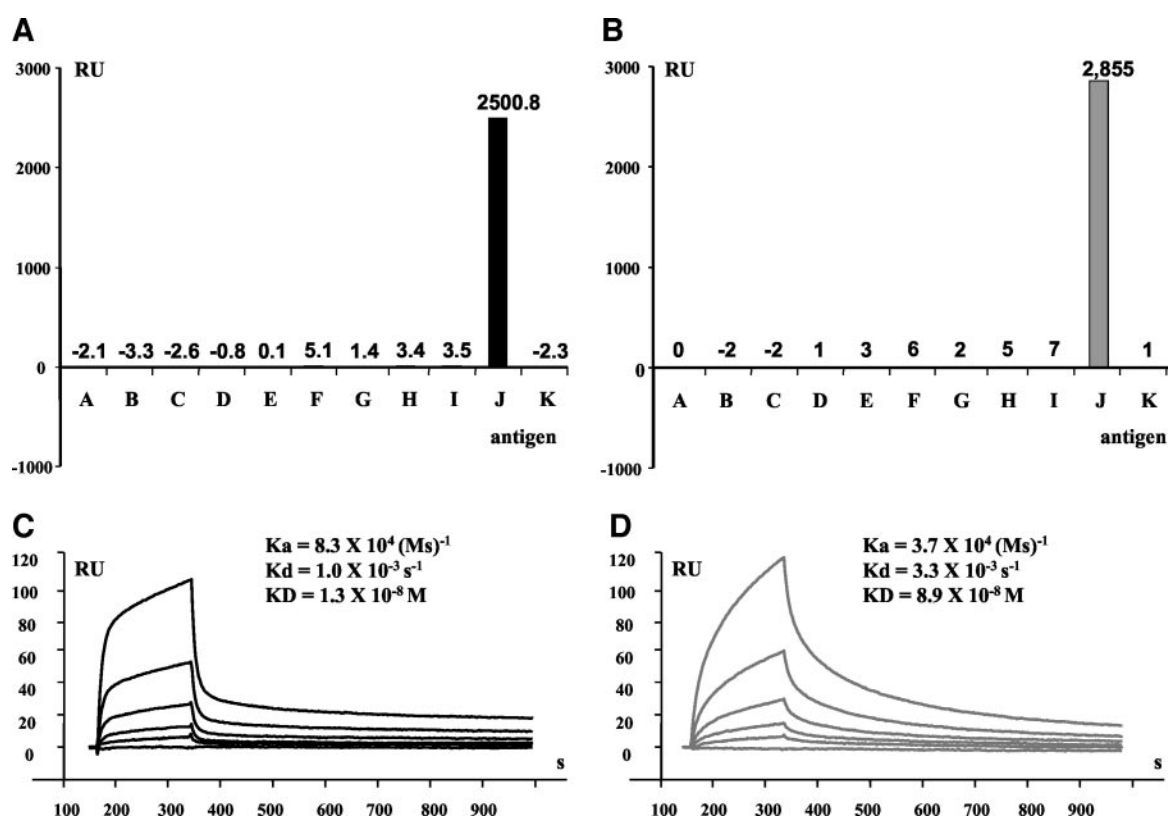 A
RU
3000
2000
1000
0
-1000
2500.8
-2.1 -3.3 -2.6 -0.8 0.1 5.1 1.4 3.4 3.5 -2.3
A B C D E F G H I J K
antigen
B
RU
3000
2000
1000
0
-1000
2,855
0 -2 -2 1 3 6 2 5 7 1
A B C D E F G H I J K
antigen
C
Ka = 8.3 X 10⁴ (Ms)⁻¹
Kd = 1.0 X 10⁻³ s⁻¹
KD = 1.3 X 10⁻⁸ M
RU
120
100
80
60
40
20
0
s
100 200 300 400 500 600 700 800 900
D
Ka = 3.7 X 10⁴ (Ms)⁻¹
Kd = 3.3 X 10⁻³ s⁻¹
KD = 8.9 X 10⁻⁸ M
RU
120
100
80
60
40
20
0
s
100 200 300 400 500 600 700 800 900